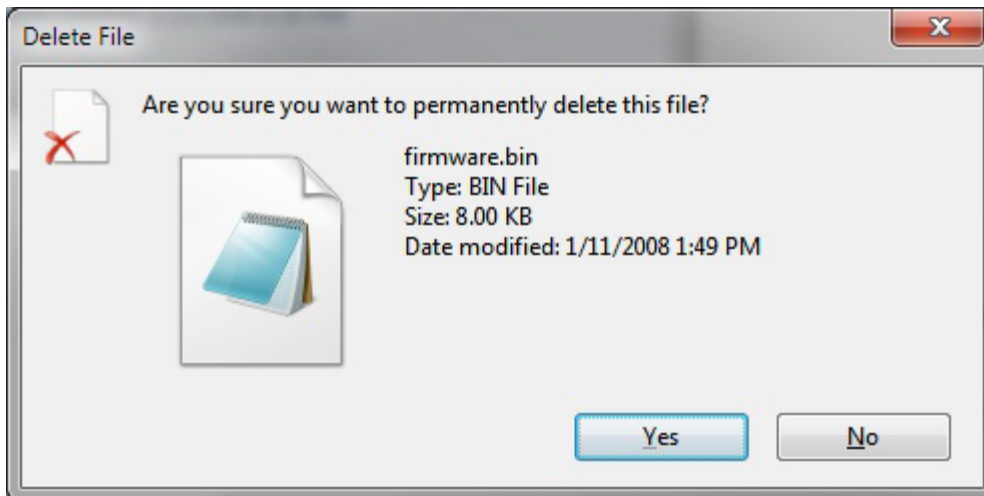 Delete File
Are you sure you want to permanently delete this file?
firmware.bin
Type: BIN File
Size: 8.00 KB
Date modified: 1/11/2008 1:49 PM
Yes
No